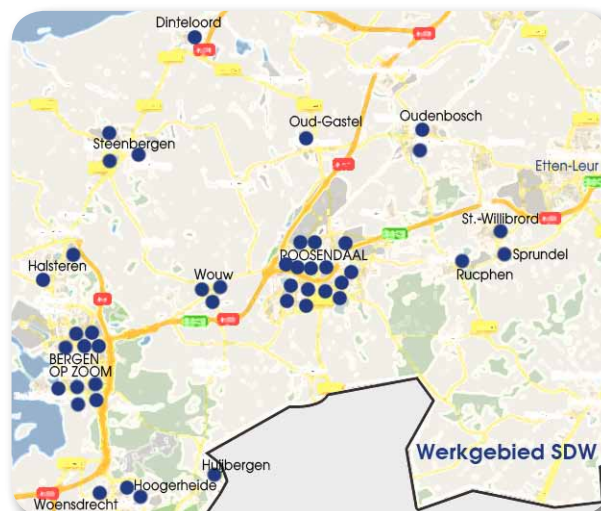 Dinteloord
Oud-Gastel
Oudenbosch
Steenbergen
Etten-Leur
St.-Willibrord
ROOSENDAAL
Sprundel
Halsteren
Wouw
Rucphen
BERGEN
OP ZOOM
Werkgebied SDW
Huijbergen
Hoogerheide
Woensdrecht